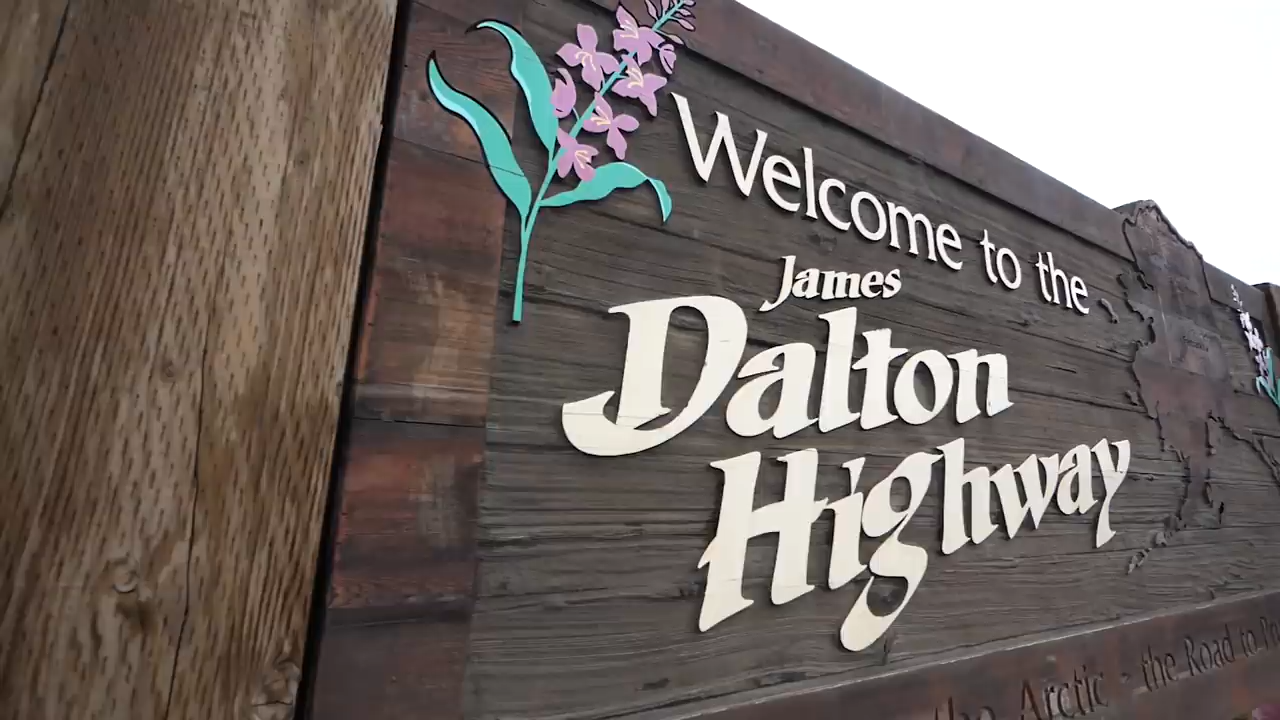 Welcome to the
James
Dalton
Highway
the Arctic - the Road to